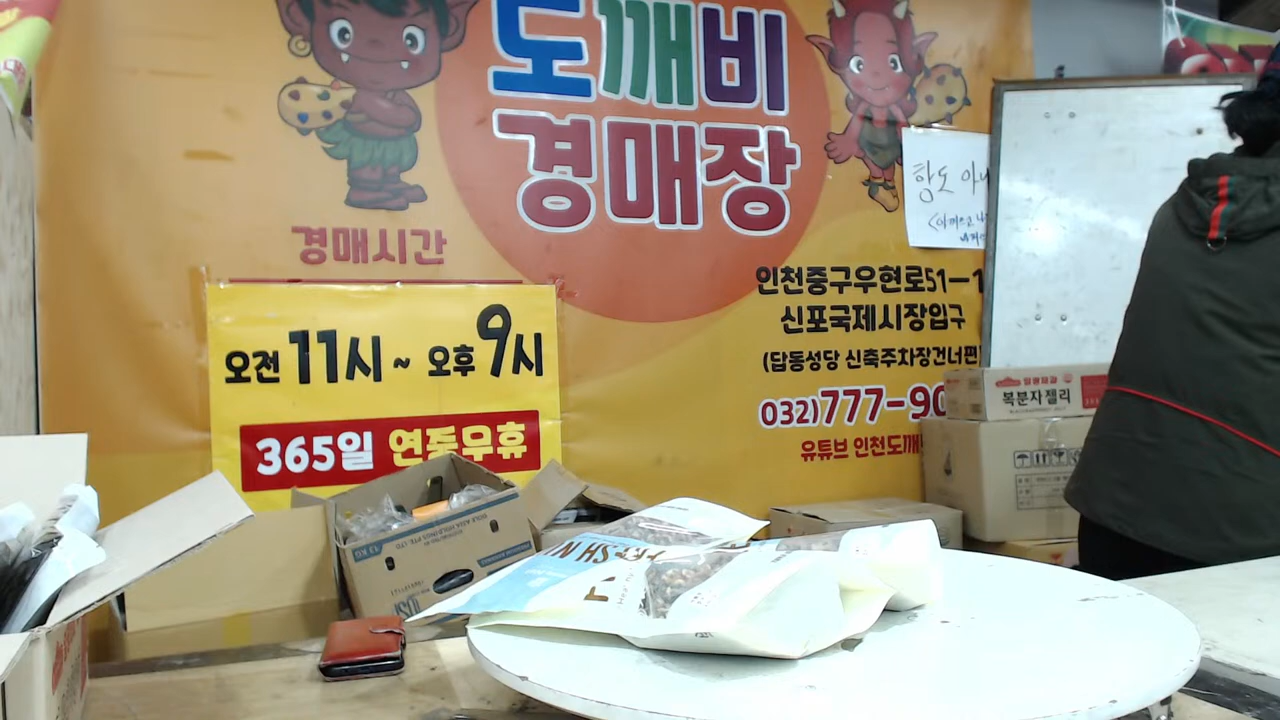 도깨비
경매장
경매시간
오전 11시 ~ 오후 9시
365일 연중무휴
항도
인천중구우현로51-1
신포국제시장입구
(답동성당 신축주차장건너편
032)777-90
유튜브 인천도깨
복분자젤리
FRESH
13 KG